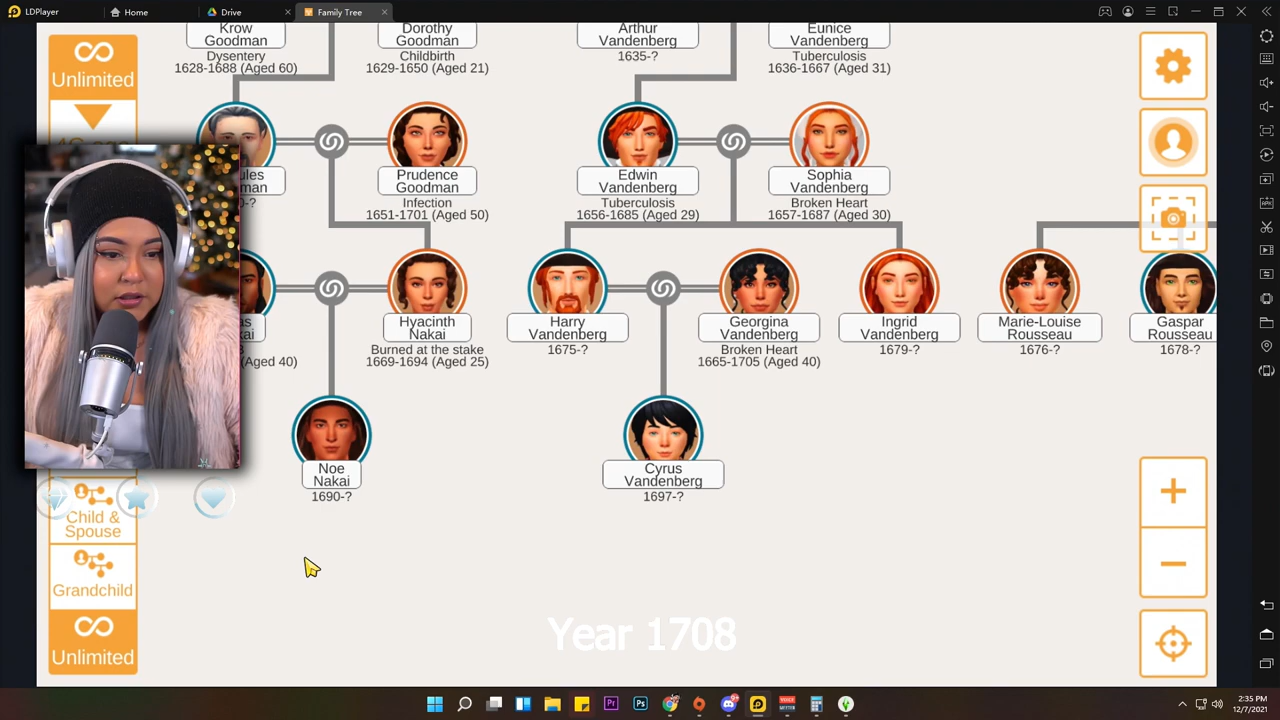 LDPlayer
Home
Drive
Family Tree
Krow
Goodman
Dysentery
1628-1688 (Aged 60)
Dorothy
Goodman
Childbirth
1629-1650 (Aged 21)
Arthur
Vandenberg
1635-?
Eunice
Vandenberg
Tuberculosis
1636-1667 (Aged 31)
Unlimited
Prudence
Goodman
Infection
1651-1701 (Aged 50)
Edwin
Vandenberg
Tuberculosis
1656-1685 (Aged 29)
Sophia
Vandenberg
Broken Heart
1657-1687 (Aged 30)
(Aged 40)
Hyacinth
Nakai
Burned at the stake
1669-1694 (Aged 25)
Harry
Vandenberg
1675-?
Georgina
Vandenberg
Broken Heart
1665-1705 (Aged 40)
Ingrid
Vandenberg
1679-?
Marie-Louise
Rousseau
1676-?
Gaspar
Rousseau
1678-?
Noe
Nakai
1690-?
Cyrus
Vandenberg
1697-?
Child &
Spouse
Grandchild
Unlimited
Year 1708
2:35 PM
12/7/2021